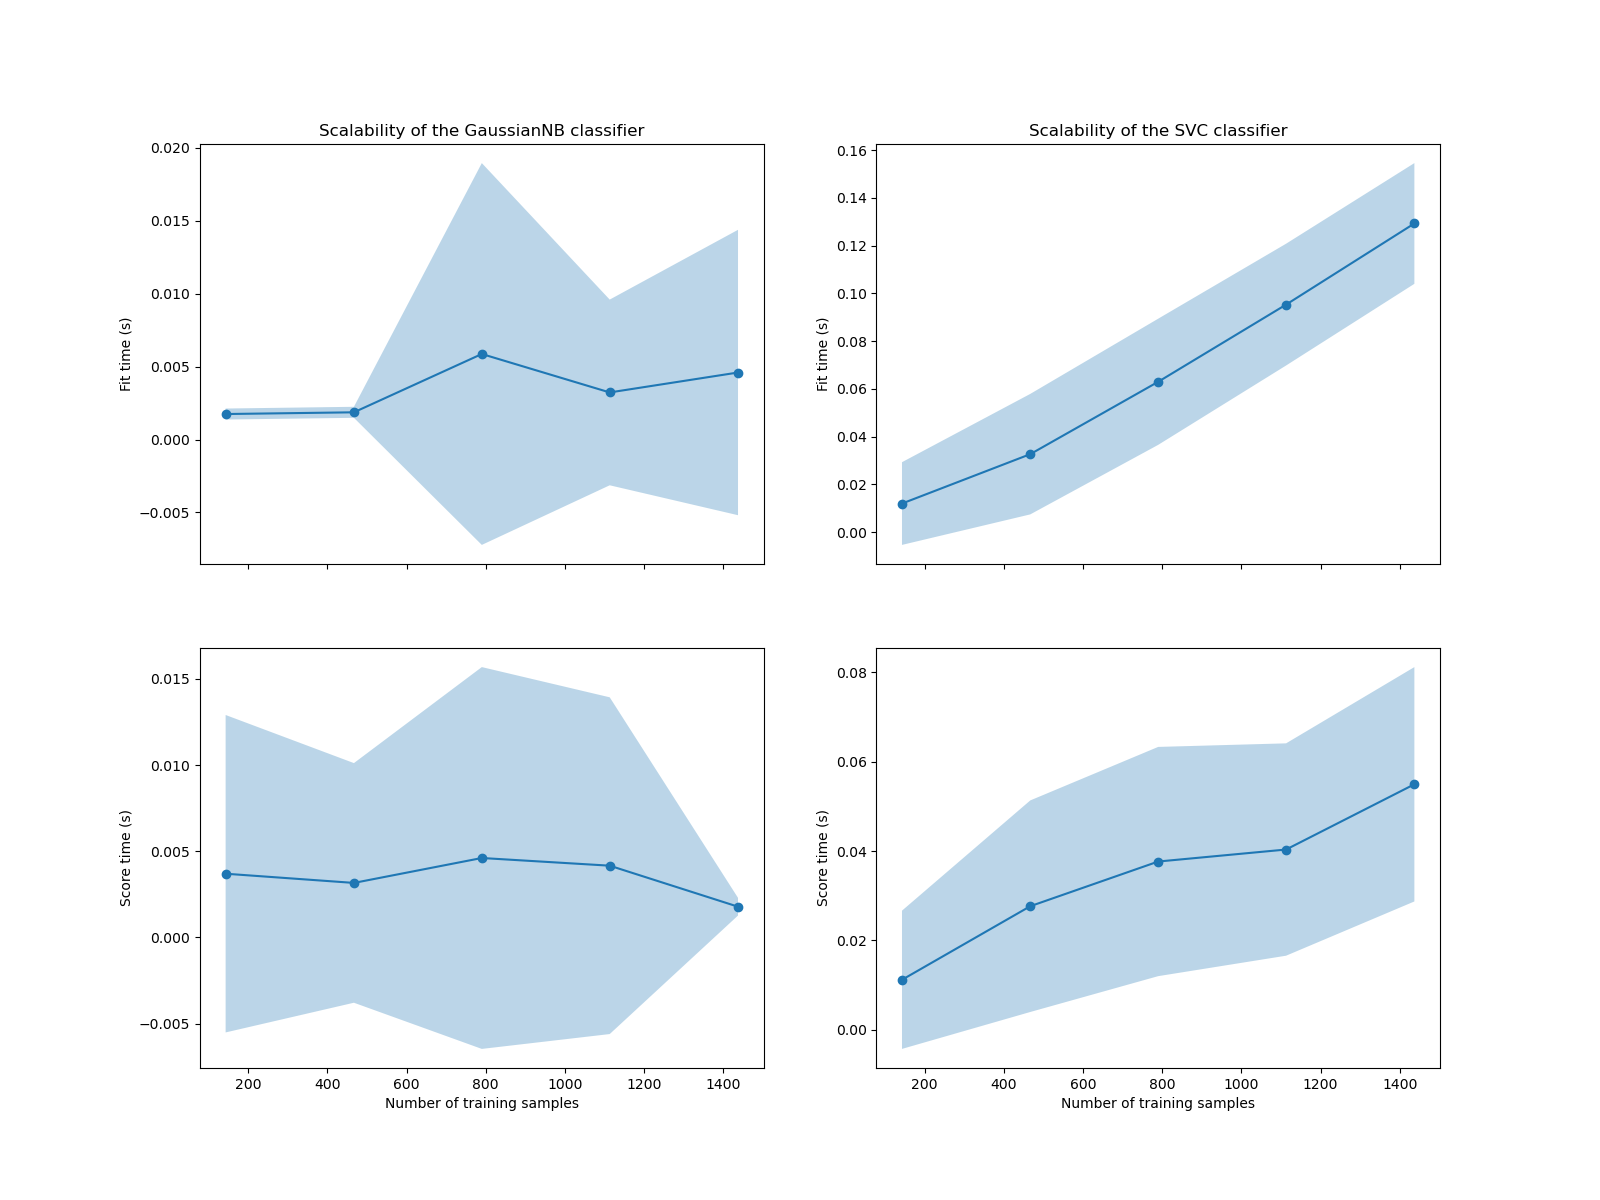 Scalability of the GaussianNB classifier
0.020
0.015
0.010
0.005
0.000
−0.005
Fit time (s)
Scalability of the SVC classifier
0.16
0.14
0.12
0.10
0.08
0.06
0.04
0.02
0.00
Fit time (s)
0.015
0.010
0.005
0.000
−0.005
Score time (s)
200 400 600 800 1000 1200 1400
Number of training samples
0.08
0.06
0.04
0.02
0.00
Score time (s)
200 400 600 800 1000 1200 1400
Number of training samples